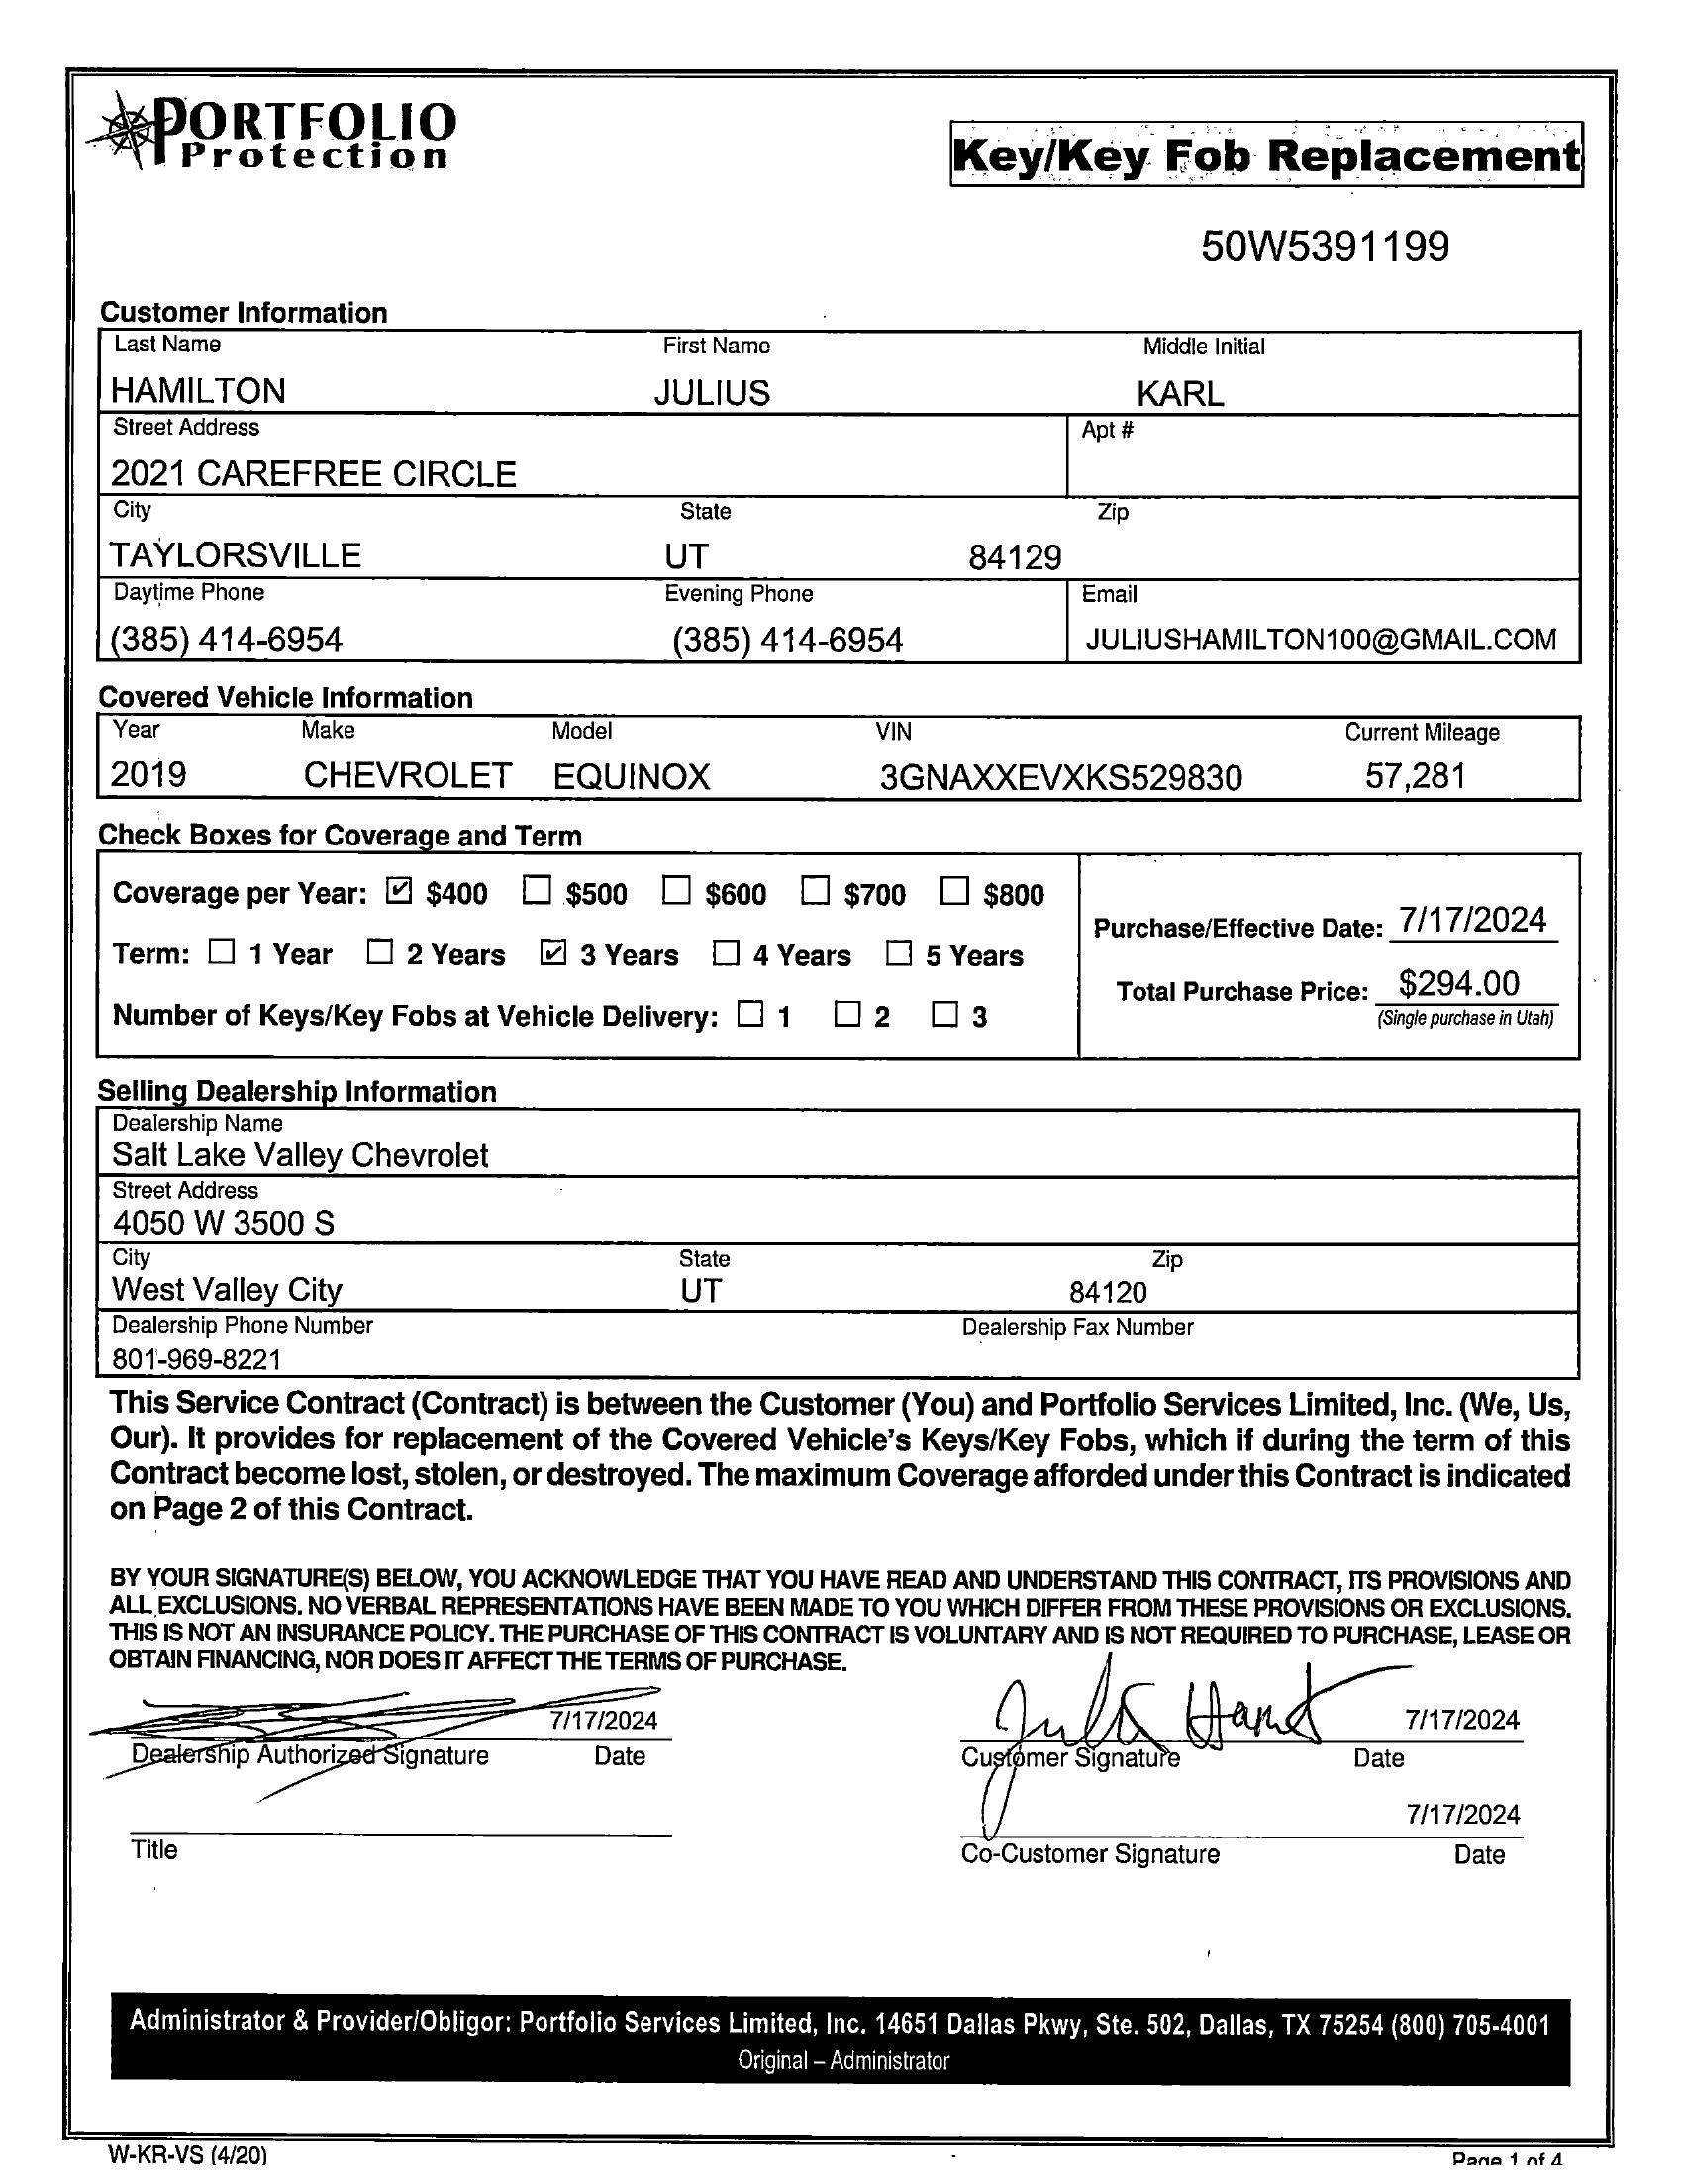 PORTFOLIO
Protection
Key/Key Fob Replacement
50W5391199
Customer Information
Last Name First Name Middle Initial
HAMILTON JULIUS KARL
Street Address Apt #
2021 CAREFREE CIRCLE
City State Zip
TAYLORSVILLE UT 84129
Daytime Phone Evening Phone Email
(385) 414-6954 (385) 414-6954 JULIUSHAMILTON100@GMAIL.COM
Covered Vehicle Information
Year Make Model VIN Current Mileage
2019 CHEVROLET EQUINOX 3GNAXXEVXKS529830 57,281
Check Boxes for Coverage and Term
Coverage per Year: ☑ $400 ☐ $500 ☐ $600 ☐ $700 ☐ $800
Term: ☐ 1 Year ☐ 2 Years ☑ 3 Years ☐ 4 Years ☐ 5 Years
Number of Keys/Key Fobs at Vehicle Delivery: ☐ 1 ☐ 2 ☐ 3
Purchase/Effective Date: 7/17/2024
Total Purchase Price: $294.00
(Single purchase in Utah)
Selling Dealership Information
Dealership Name
Salt Lake Valley Chevrolet
Street Address
4050 W 3500 S
City State Zip
West Valley City UT 84120
Dealership Phone Number Dealership Fax Number
801-969-8221
This Service Contract (Contract) is between the Customer (You) and Portfolio Services Limited, Inc. (We, Us,
Our). It provides for replacement of the Covered Vehicle's Keys/Key Fobs, which if during the term of this
Contract become lost, stolen, or destroyed. The maximum Coverage afforded under this Contract is indicated
on Page 2 of this Contract.
BY YOUR SIGNATURE(S) BELOW, YOU ACKNOWLEDGE THAT YOU HAVE READ AND UNDERSTAND THIS CONTRACT, ITS PROVISIONS AND
ALL EXCLUSIONS. NO VERBAL REPRESENTATIONS HAVE BEEN MADE TO YOU WHICH DIFFER FROM THESE PROVISIONS OR EXCLUSIONS.
THIS IS NOT AN INSURANCE POLICY. THE PURCHASE OF THIS CONTRACT IS VOLUNTARY AND IS NOT REQUIRED TO PURCHASE, LEASE OR
OBTAIN FINANCING, NOR DOES IT AFFECT THE TERMS OF PURCHASE.
7/17/2024 7/17/2024
Dealership Authorized Signature Date Customer Signature Date
7/17/2024
Title Co-Customer Signature Date
Administrator & Provider/Obligor: Portfolio Services Limited, Inc. 14651 Dallas Pkwy, Ste. 502, Dallas, TX 75254 (800) 705-4001
Original – Administrator
W-KR-VS (4/20) Page 1 of 4